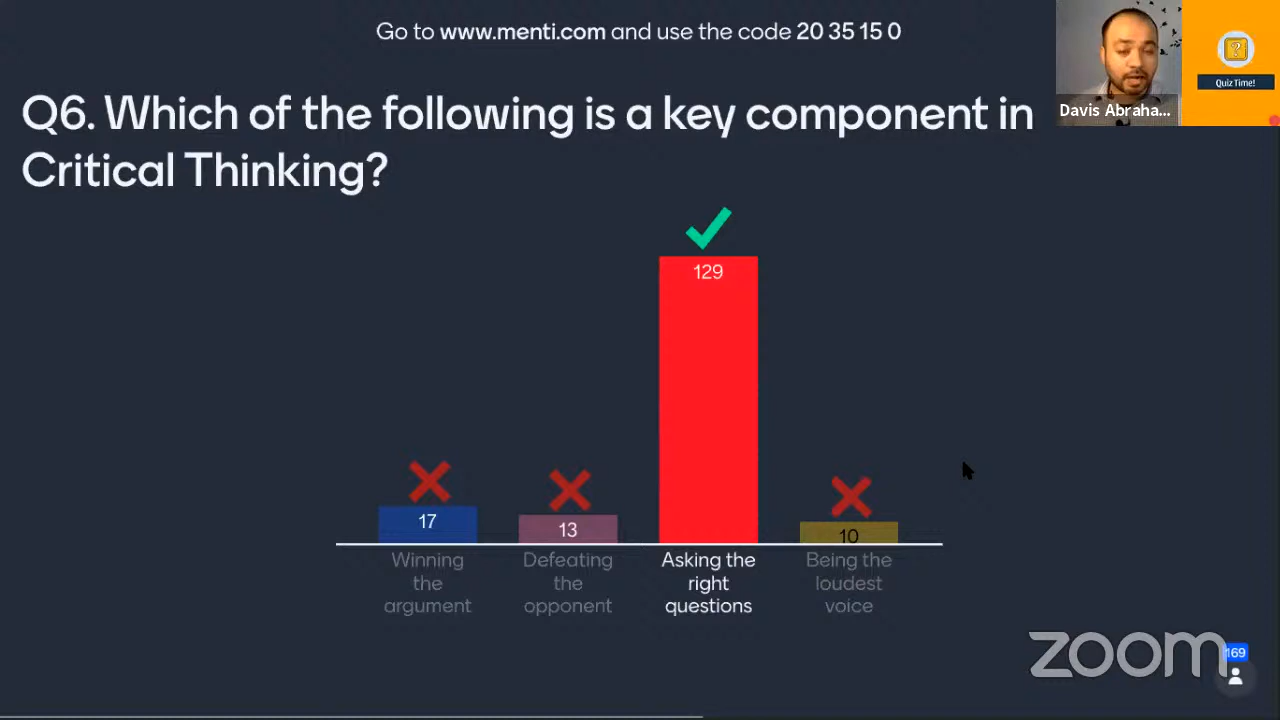 Go to www.menti.com and use the code 20 35 15 0
Quiz Time!
Davis Abraha...
Q6. Which of the following is a key component in
Critical Thinking?
129
17
13
10
Winning
the
argument
Defeating
the
opponent
Asking the
right
questions
Being the
loudest
voice
zoom
169